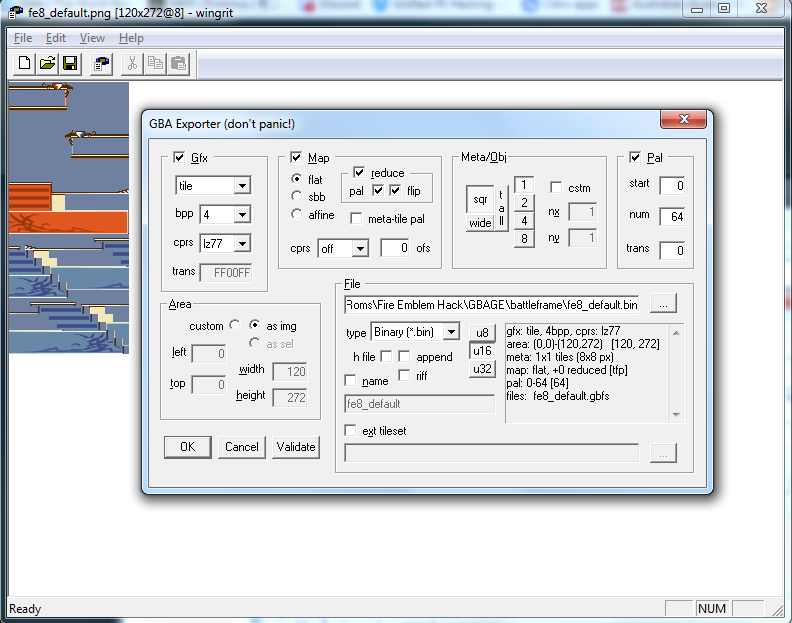 fe8_default.png [120x272@8] - wingrit
File Edit View Help
GBA Exporter (don't panic!)
Gfx
tile
bpp 4
cprs lz77
trans FF00FF
Map
flat
sbb
affine
reduce
pal flip
meta-tile pal
cprs off 0 ofs
Meta/Obj
sqr
tall
wide
1
2
4
8
cstm
nx 1
ny 1
Pal
start 0
num 64
trans 0
Area
custom as img
as sel
left 0
top 0
width 120
height 272
OK Cancel Validate
File
Roms\Fire Emblem Hack\GBAGE\battleframe\fe8_default.bin ...
type Binary (*.bin)
h file append
name riff
fe8_default
u8
u16
u32
gfx: tile, 4bpp, cprs: lz77
area: (0,0)-(120,272) [120, 272]
meta: 1x1 tiles (8x8 px)
map: flat, +0 reduced [tfp]
pal: 0-64 [64]
files: fe8_default.gbfs
ext tileset
...
Ready NUM